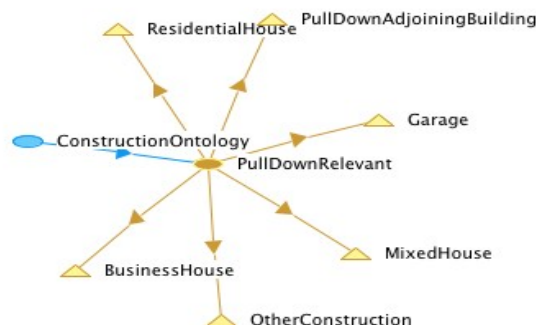 ResidentialHouse
PullDownAdjoiningBuilding
Garage
ConstructionOntology
PullDownRelevant
MixedHouse
BusinessHouse
OtherConstruction